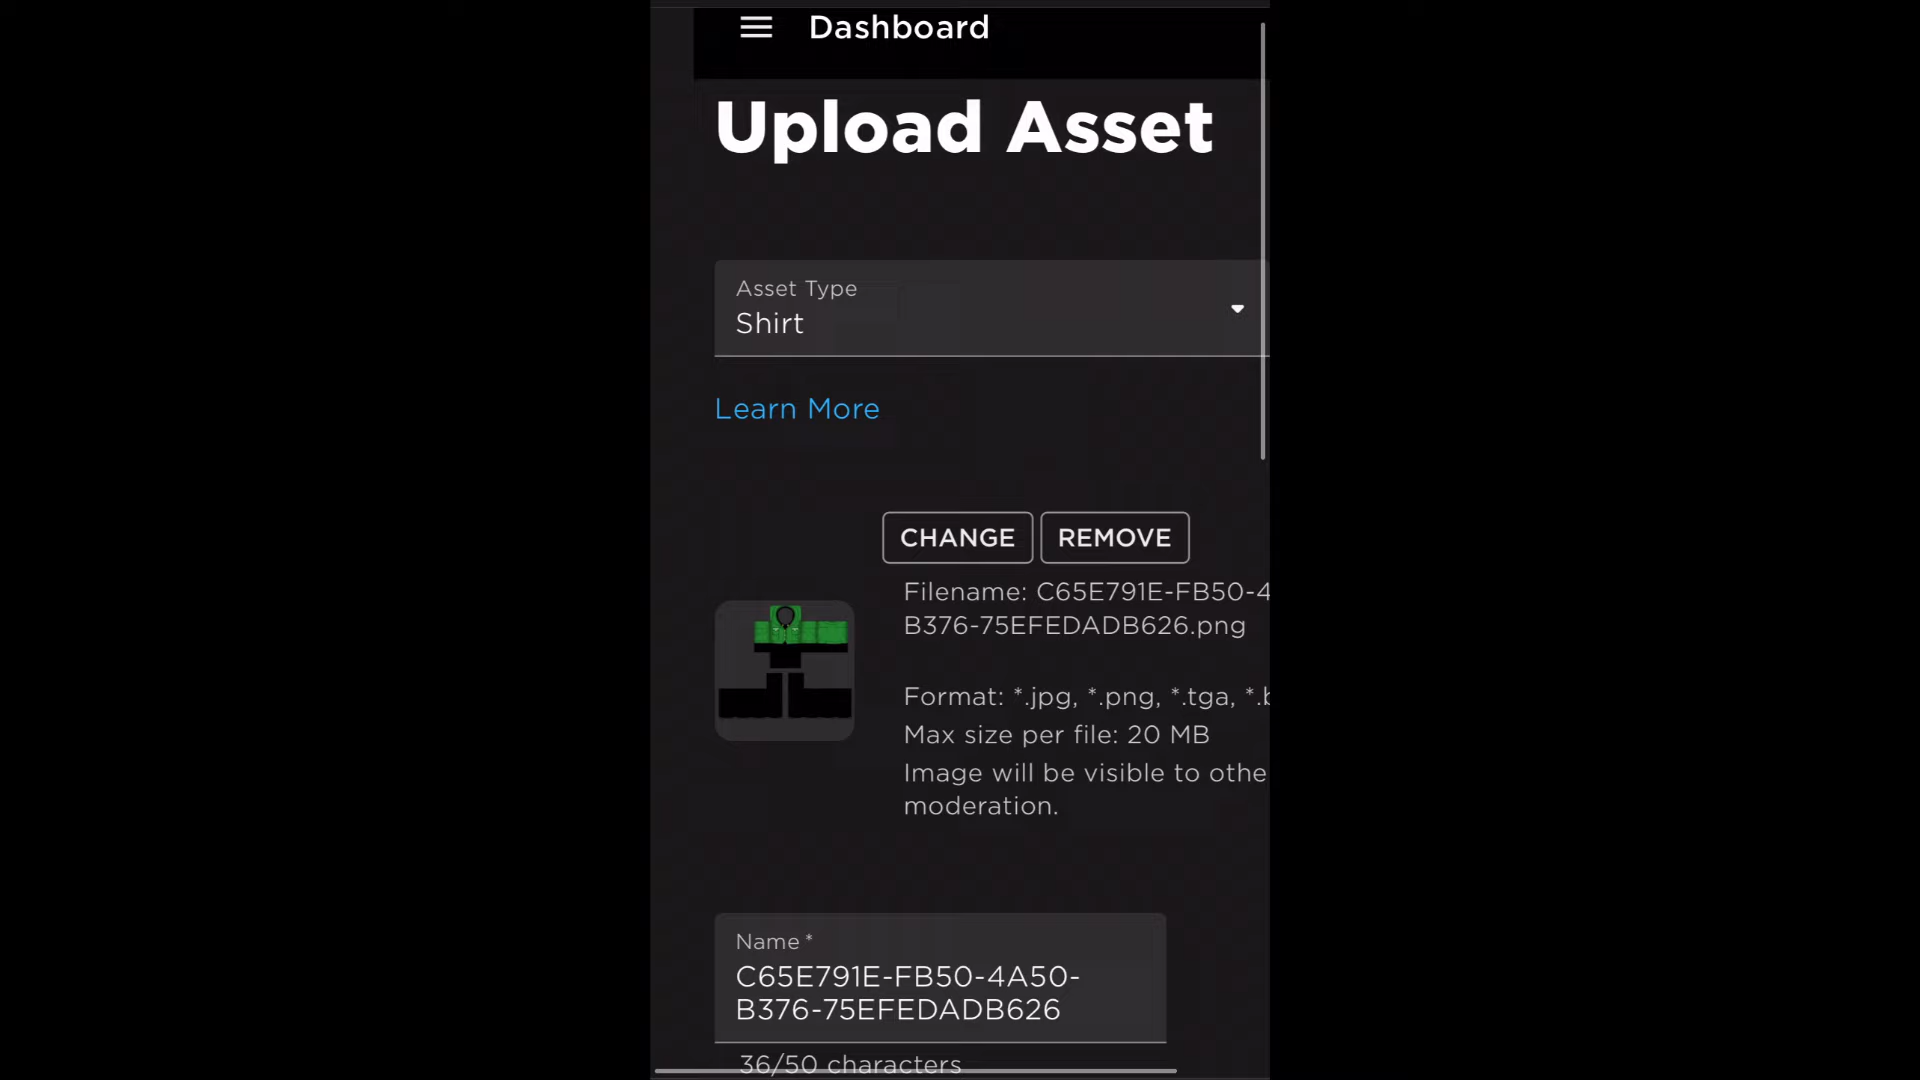 Dashboard
Upload Asset
Asset Type
Shirt
Learn More
CHANGE REMOVE
Filename: C65E791E-FB50-4
B376-75EFEDADB626.png
Format: *.jpg, *.png, *.tga, *.b
Max size per file: 20 MB
Image will be visible to othe
moderation.
Name *
C65E791E-FB50-4A50-
B376-75EFEDADB626
36/50 characters